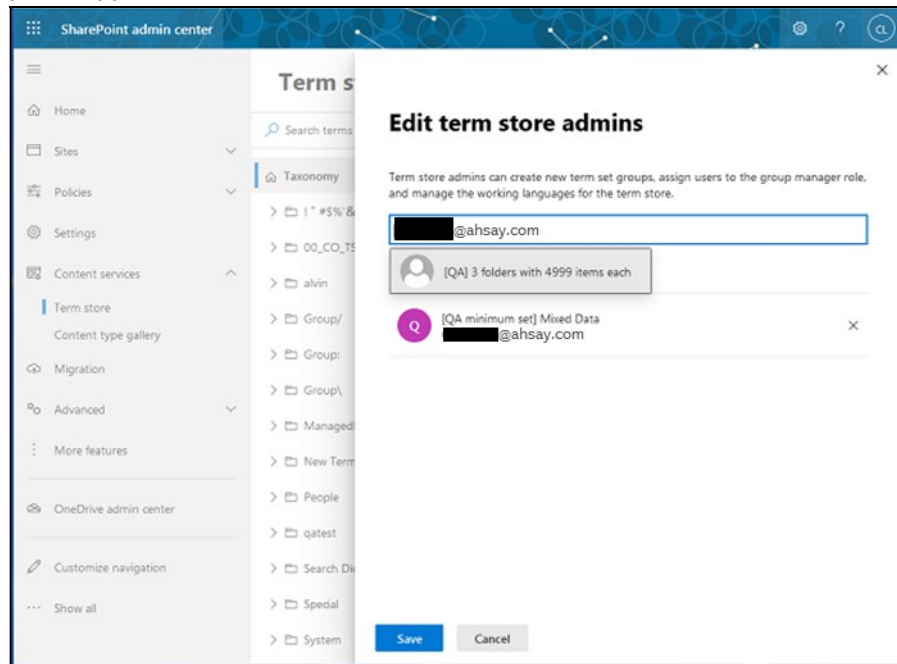 SharePoint admin center
?
CL
Home
Sites
Policies
Settings
Content services
Term store
Content type gallery
Migration
Advanced
More features
OneDrive admin center
Customize navigation
Show all
Term s
Search terms
Taxonomy
00_CO_TS
alvin
Group/
Group:
Group\
Managed
New Term
People
qatest
Search Di
Special
System
Edit term store admins
Term store admins can create new term set groups, assign users to the group manager role,
and manage the working languages for the term store.
@ahsay.com
[QA] 3 folders with 4999 items each
Q
[QA minimum set] Mixed Data
@ahsay.com
Save
Cancel